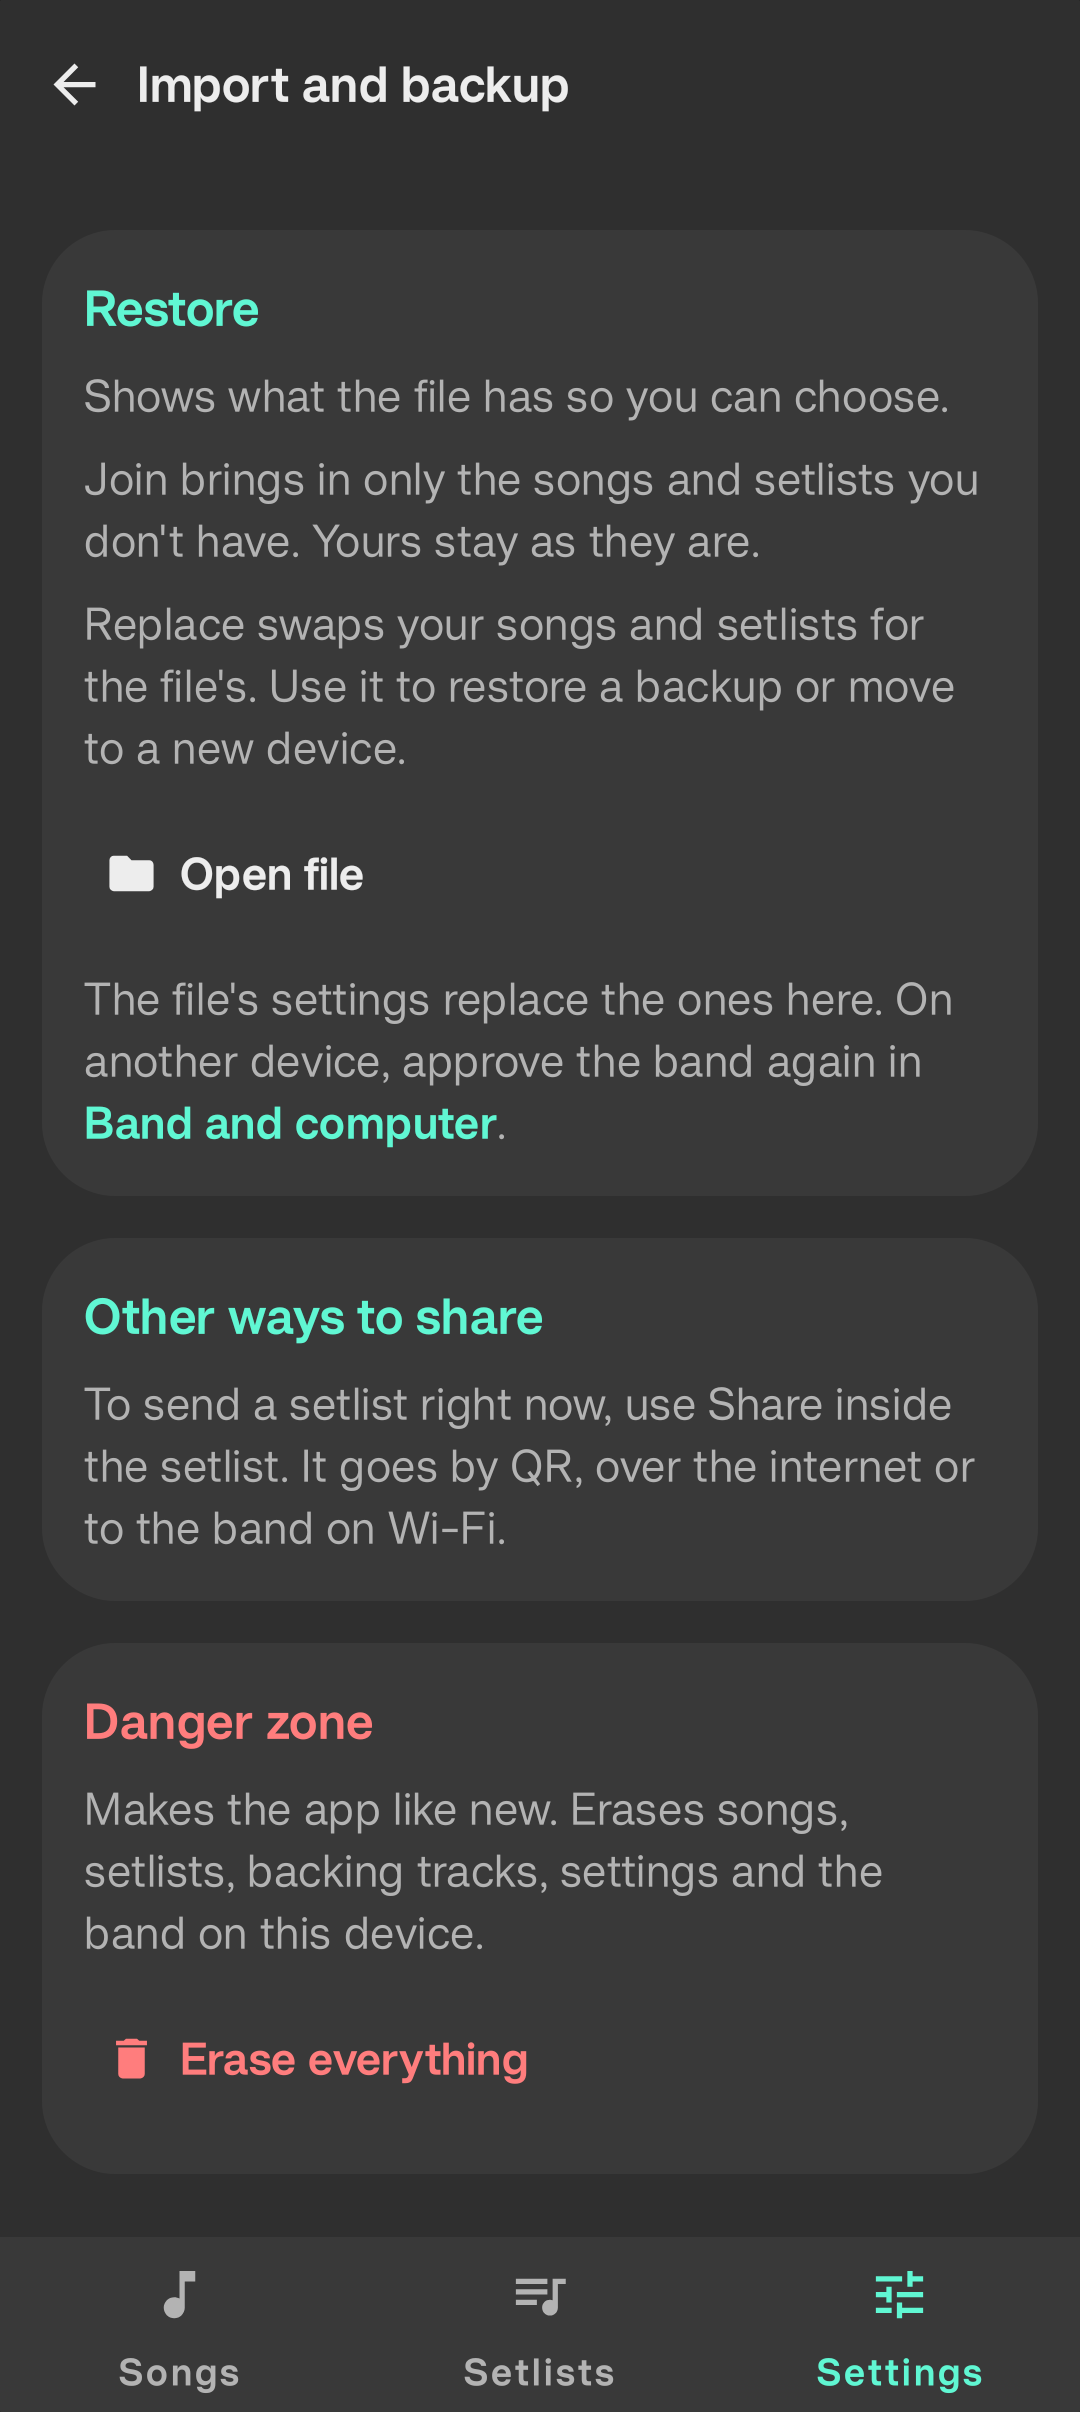 Import and backup
Restore
Shows what the file has so you can choose.
Join brings in only the songs and setlists you
don't have. Yours stay as they are.
Replace swaps your songs and setlists for
the file's. Use it to restore a backup or move
to a new device.
Open file
The file's settings replace the ones here. On
another device, approve the band again in
Band and computer.
Other ways to share
To send a setlist right now, use Share inside
the setlist. It goes by QR, over the internet or
to the band on Wi-Fi.
Danger zone
Makes the app like new. Erases songs,
setlists, backing tracks, settings and the
band on this device.
Erase everything
Songs
Setlists
Settings